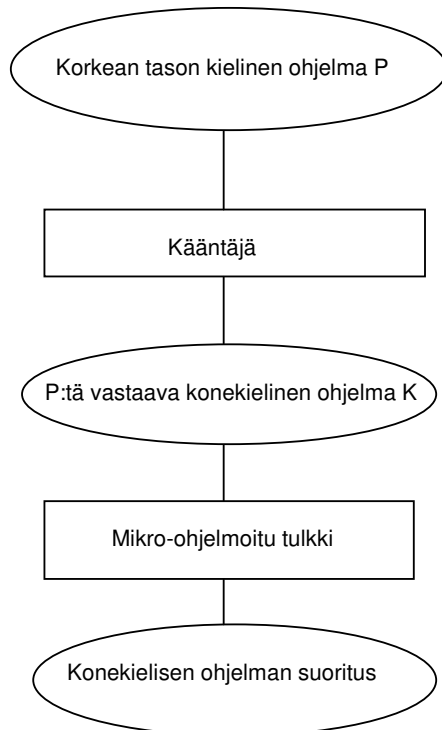 Korkean tason kielinen ohjelma P
Kääntäjä
P:tä vastaava konekielinen ohjelma K
Mikro-ohjelmoitu tulkki
Konekielisen ohjelman suoritus